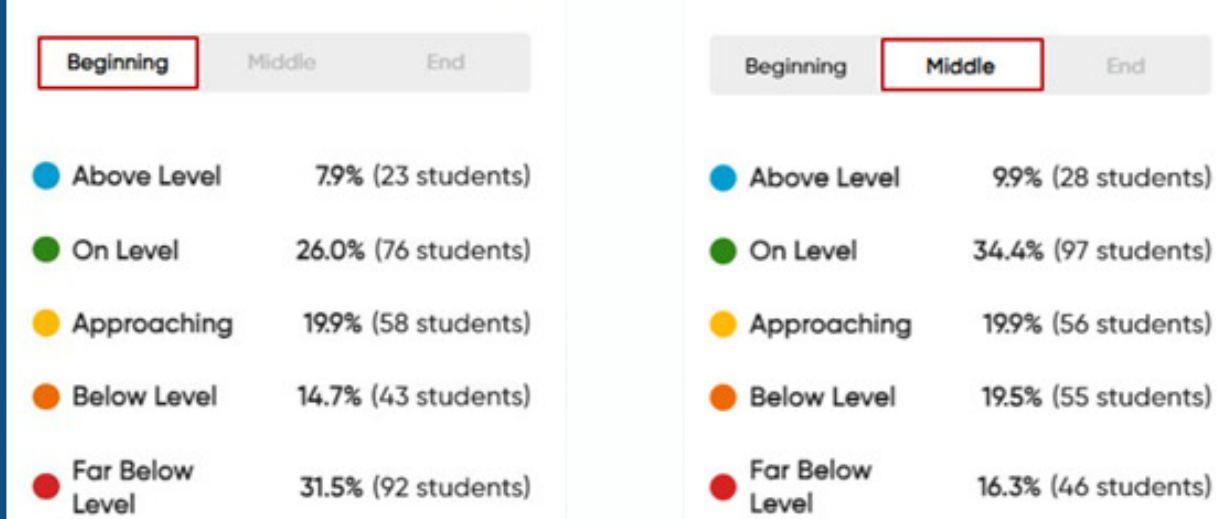 Beginning Middle End
Above Level 7.9% (23 students)
On Level 26.0% (76 students)
Approaching 19.9% (58 students)
Below Level 14.7% (43 students)
Far Below
Level 31.5% (92 students)
Beginning Middle End
Above Level 9.9% (28 students)
On Level 34.4% (97 students)
Approaching 19.9% (56 students)
Below Level 19.5% (55 students)
Far Below
Level 16.3% (46 students)